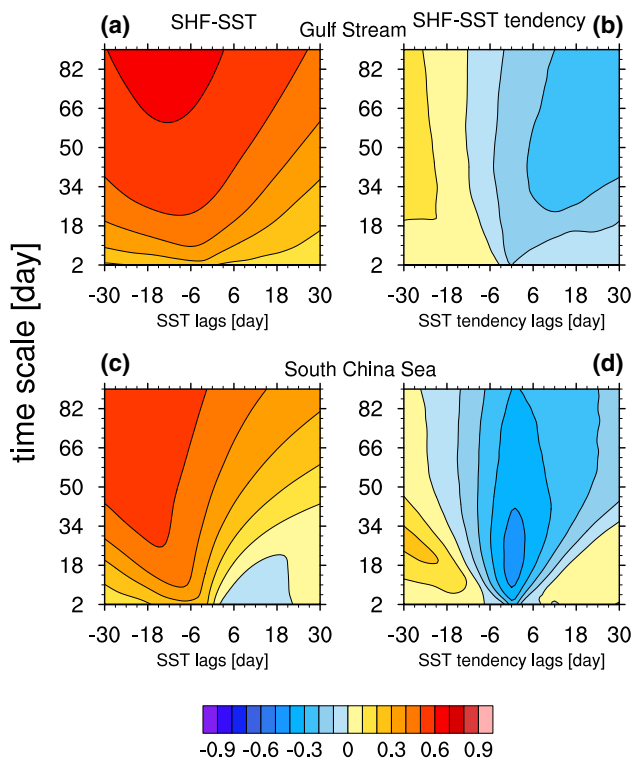 (a) SHF-SST Gulf Stream SHF-SST tendency (b)
82 82
66 66
50 50
34 34
18 18
2 2
-30 -18 -6 6 18 30 -30 -18 -6 6 18 30
SST lags [day] SST tendency lags [day]
time scale [day]
(c) South China Sea (d)
82 82
66 66
50 50
34 34
18 18
2 2
-30 -18 -6 6 18 30 -30 -18 -6 6 18 30
SST lags [day] SST tendency lags [day]
-0.9 -0.6 -0.3 0 0.3 0.6 0.9